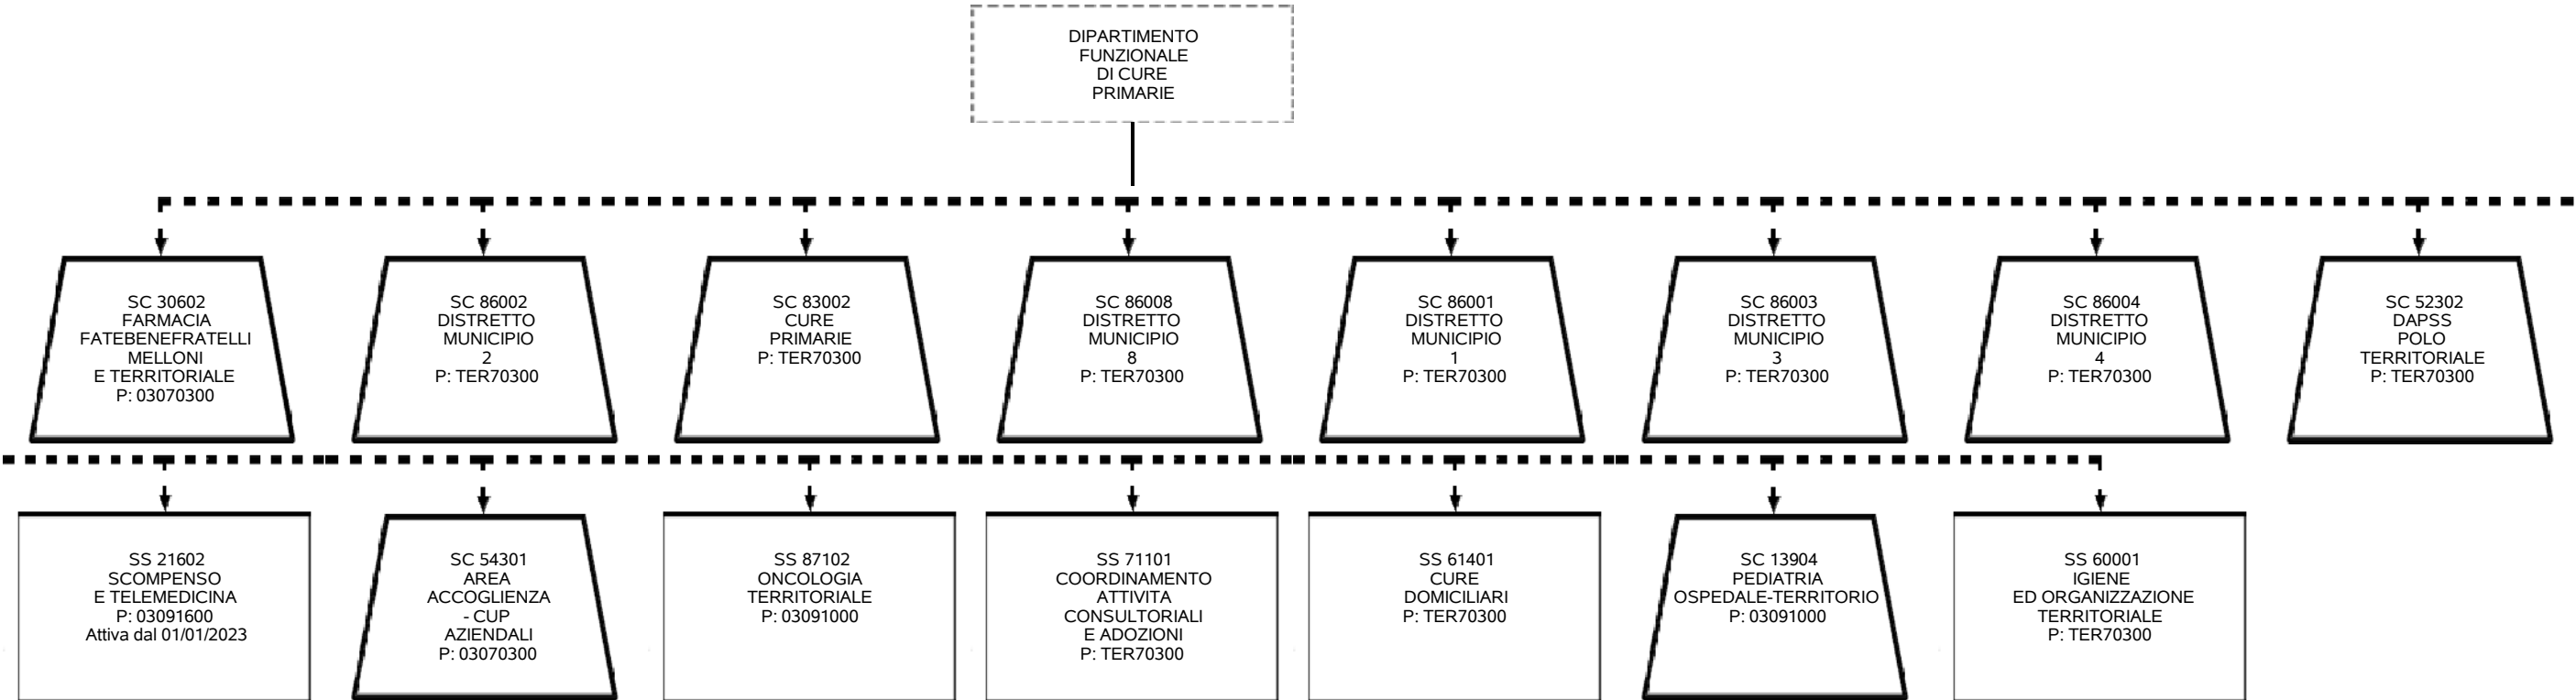 DIPARTIMENTO
FUNZIONALE
DI CURE
PRIMARIE
SC 30602
FARMACIA
FATEBENEFRATELLI
MELLONI
E TERRITORIALE
P: 03070300
SC 86002
DISTRETTO
MUNICIPIO
2
P: TER70300
SC 83002
CURE
PRIMARIE
P: TER70300
SC 86008
DISTRETTO
MUNICIPIO
8
P: TER70300
SC 86001
DISTRETTO
MUNICIPIO
1
P: TER70300
SC 86003
DISTRETTO
MUNICIPIO
3
P: TER70300
SC 86004
DISTRETTO
MUNICIPIO
4
P: TER70300
SC 52302
DAPSS
POLO
TERRITORIALE
P: TER70300
SS 21602
SCOMPENSO
E TELEMEDICINA
P: 03091600
Attiva dal 01/01/2023
SC 54301
AREA
ACCOGLIENZA
- CUP
AZIENDALI
P: 03070300
SS 87102
ONCOLOGIA
TERRITORIALE
P: 03091000
SS 71101
COORDINAMENTO
ATTIVITA
CONSULTORIALI
E ADOZIONI
P: TER70300
SS 61401
CURE
DOMICILIARI
P: TER70300
SC 13904
PEDIATRIA
OSPEDALE-TERRITORIO
P: 03091000
SS 60001
IGIENE
ED ORGANIZZAZIONE
TERRITORIALE
P: TER70300